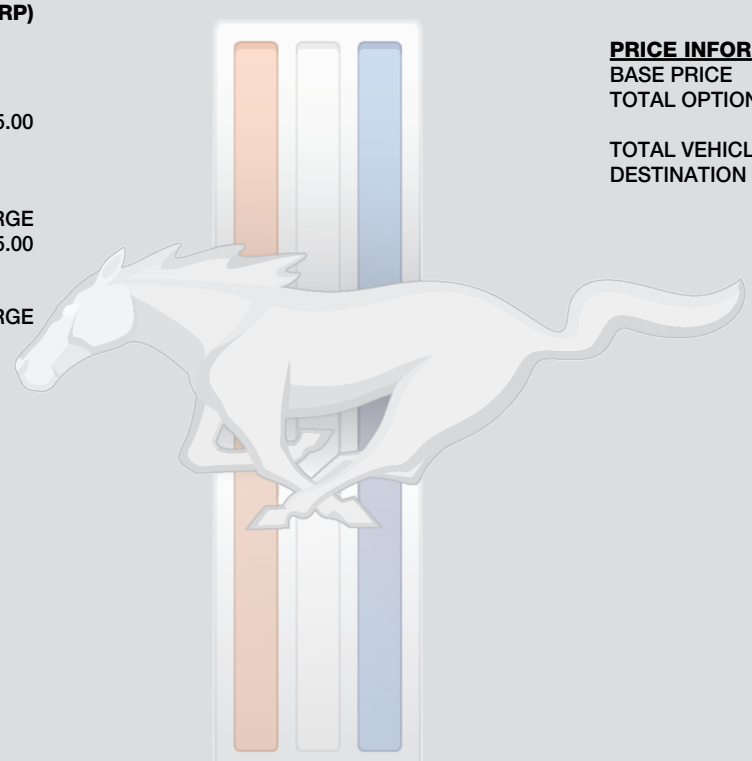 RP)
5.00
RGE
5.00
RGE
PRICE INFOR
BASE PRICE
TOTAL OPTION
TOTAL VEHICL
DESTINATION